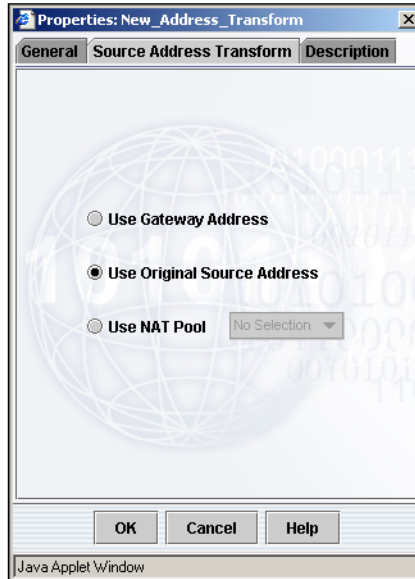 Properties: New_Address_Transform
General Source Address Transform Description
Use Gateway Address
Use Original Source Address
Use NAT Pool No Selection
OK Cancel Help
Java Applet Window